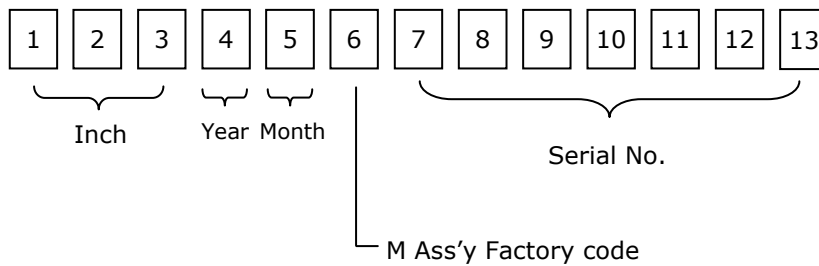 1 2 3 4 5 6 7 8 9 10 11 12 13
Inch
Year Month
Serial No.
M Ass'y Factory code